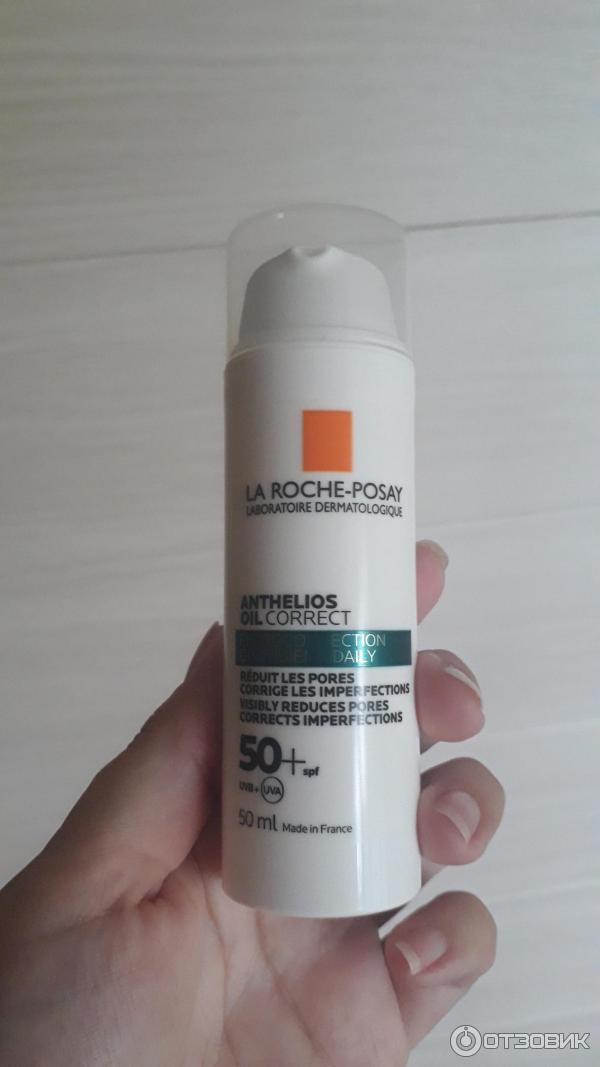 LA ROCHE-POSAY
LABORATOIRE DERMATOLOGIQUE
ANTHELIOS
OIL CORRECT
DAILY
RÉDUIT LES PORES
CORRIGE LES IMPERFECTIONS
VISIBLY REDUCES PORES
CORRECTS IMPERFECTIONS
50+ spf
UVB + UVA
50 ml Made in France
ОТЗОВИК